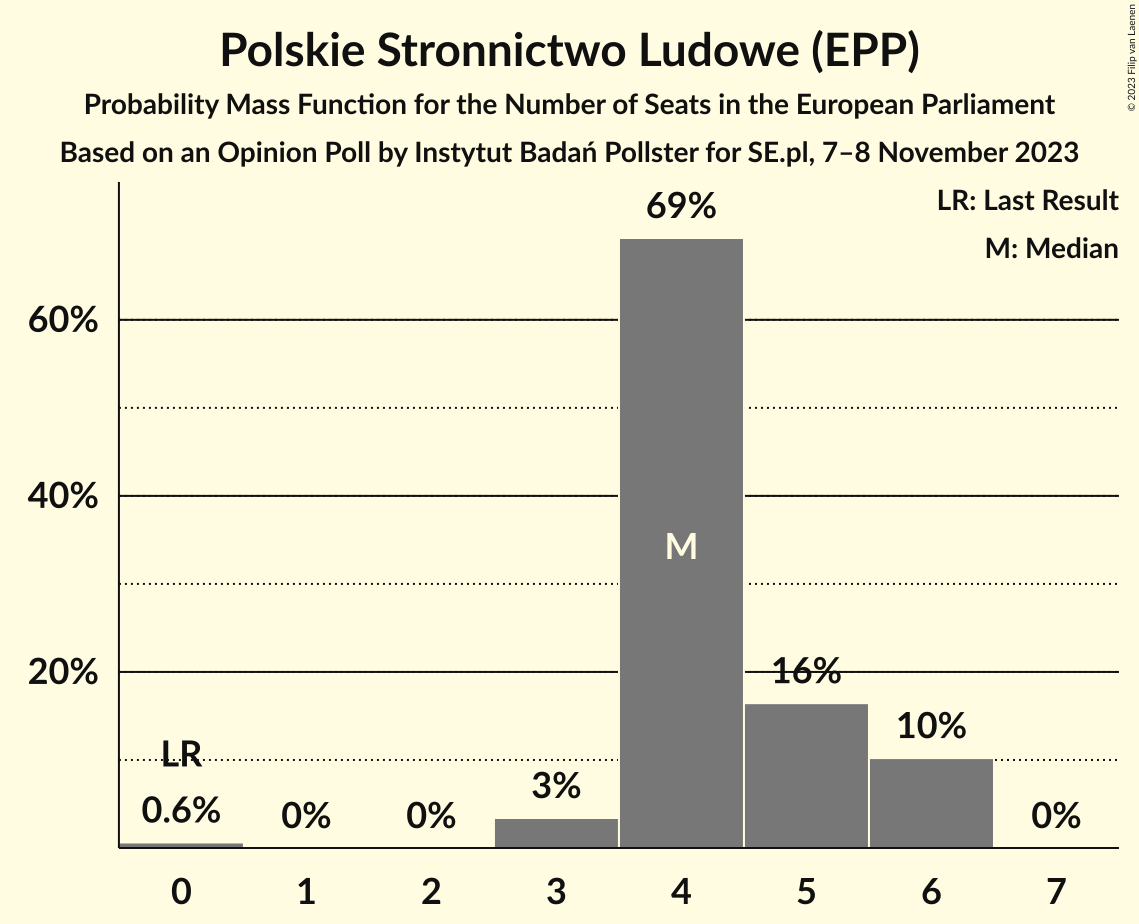 Polskie Stronnictwo Ludowe (EPP)
Probability Mass Function for the Number of Seats in the European Parliament
Based on an Opinion Poll by Instytut Badań Pollster for SE.pl, 7–8 November 2023
© 2023 Filip van Laenen
LR: Last Result
M: Median
69%
60%
40%
M
20%
16%
10%
LR
3%
0.6%
0%
0%
0%
0 1 2 3 4 5 6 7